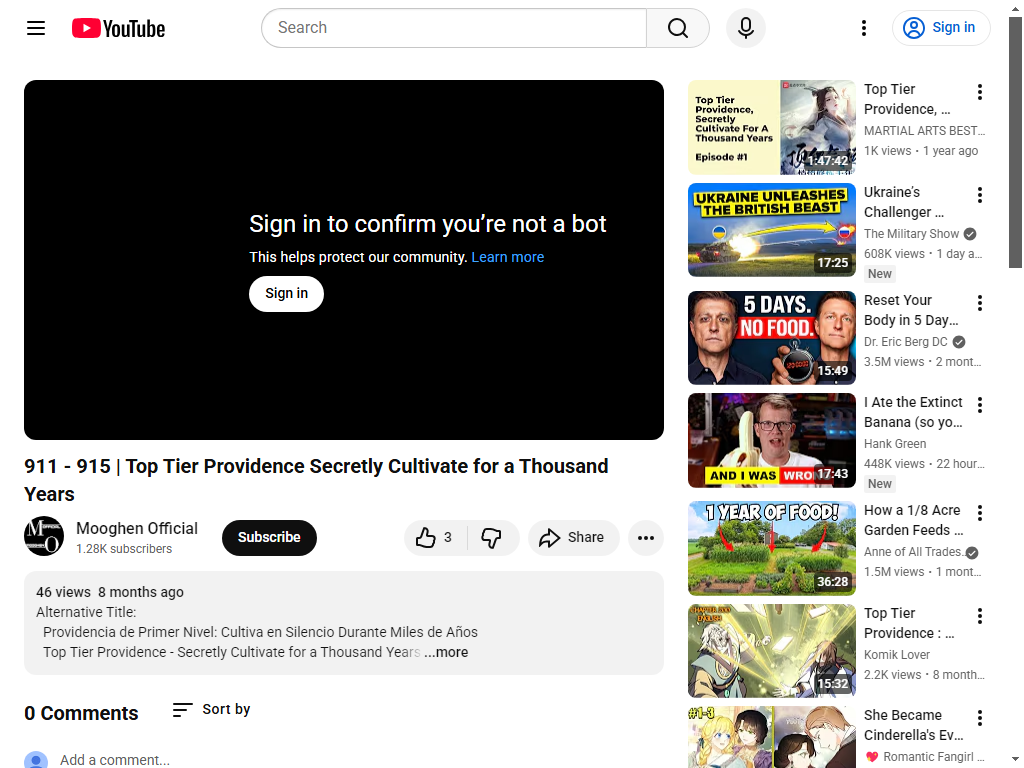 YouTube
Search
Sign in
Sign in to confirm you’re not a bot
This helps protect our community. Learn more
Sign in
911 - 915 | Top Tier Providence Secretly Cultivate for a Thousand
Years
Mooghen Official
1.28K subscribers
Subscribe
3
Share
46 views  8 months ago
Alternative Title:
Providencia de Primer Nivel: Cultiva en Silencio Durante Miles de Años
Top Tier Providence - Secretly Cultivate for a Thousand Years ...more
0 Comments
Sort by
Add a comment...
Top Tier
Providence,
Secretly
Cultivate For A
Thousand Years
Episode #1
1:47:42
Top Tier
Providence, ...
MARTIAL ARTS BEST...
1K views • 1 year ago
UKRAINE UNLEASHES
THE BRITISH BEAST
17:25
Ukraine’s
Challenger ...
The Military Show
608K views • 1 day a...
New
5 DAYS.
NO FOOD.
15:49
Reset Your
Body in 5 Day...
Dr. Eric Berg DC
3.5M views • 2 mont...
AND I WAS WRO
17:43
I Ate the Extinct
Banana (so yo...
Hank Green
448K views • 22 hour...
New
1 YEAR OF FOOD!
36:28
How a 1/8 Acre
Garden Feeds ...
Anne of All Trades.
1.5M views • 1 mont...
15:32
Top Tier
Providence : ...
Komik Lover
2.2K views • 8 month...
#1-3
She Became
Cinderella's Ev...
💖 Romantic Fangirl ...